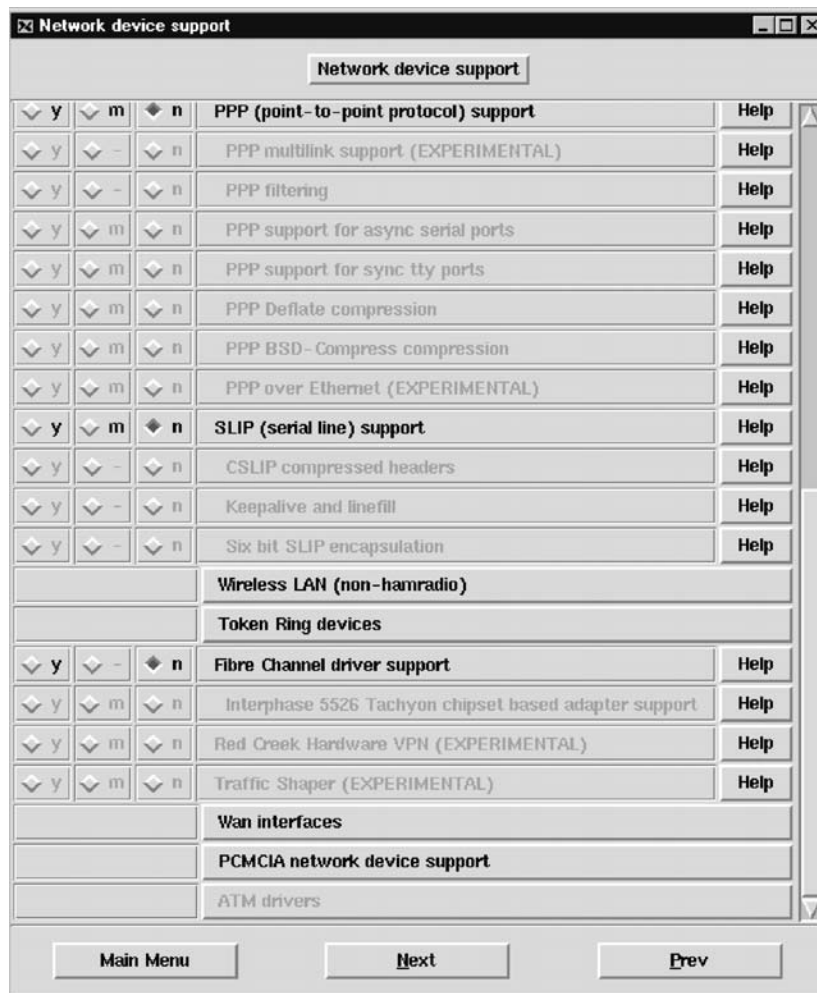 Network device support
Network device support
y m n PPP (point-to-point protocol) support Help
y - n PPP multilink support (EXPERIMENTAL) Help
y - n PPP filtering Help
y m n PPP support for async serial ports Help
y m n PPP support for sync tty ports Help
y m n PPP Deflate compression Help
y m n PPP BSD-Compress compression Help
y m n PPP over Ethernet (EXPERIMENTAL) Help
y m n SLIP (serial line) support Help
y - n CSLIP compressed headers Help
y - n Keepalive and linefill Help
y - n Six bit SLIP encapsulation Help
Wireless LAN (non-hamradio)
Token Ring devices
y - n Fibre Channel driver support Help
y m n Interphase 5526 Tachyon chipset based adapter support Help
y m n Red Creek Hardware VPN (EXPERIMENTAL) Help
y m n Traffic Shaper (EXPERIMENTAL) Help
Wan interfaces
PCMCIA network device support
ATM drivers
Main Menu Next Prev